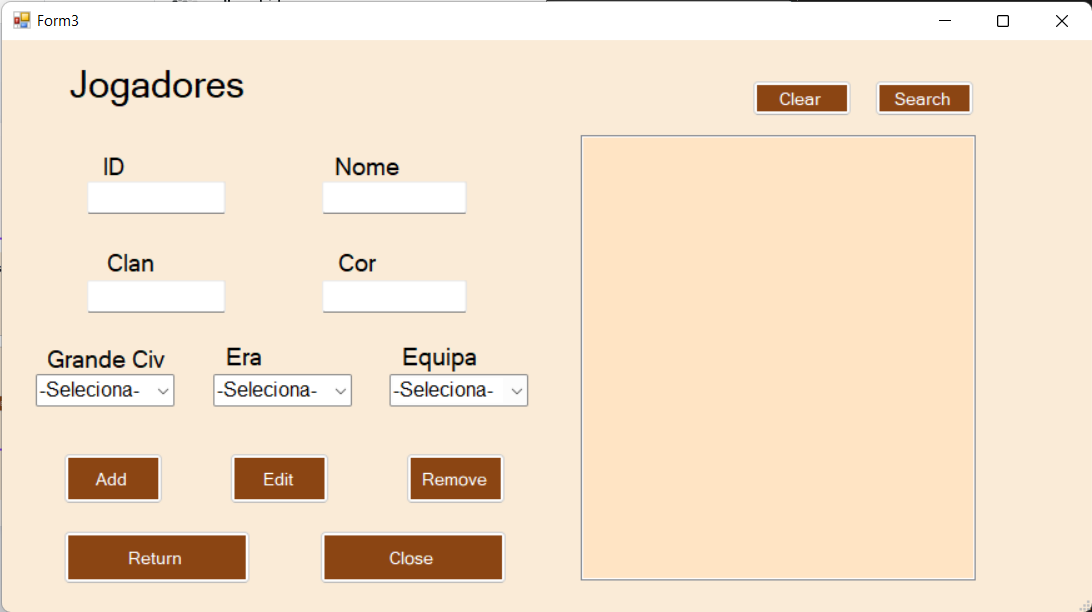 Form3
Jogadores
Clear Search
ID Nome
Clan Cor
Grande Civ Era Equipa
-Seleciona- -Seleciona- -Seleciona-
Add Edit Remove
Return Close